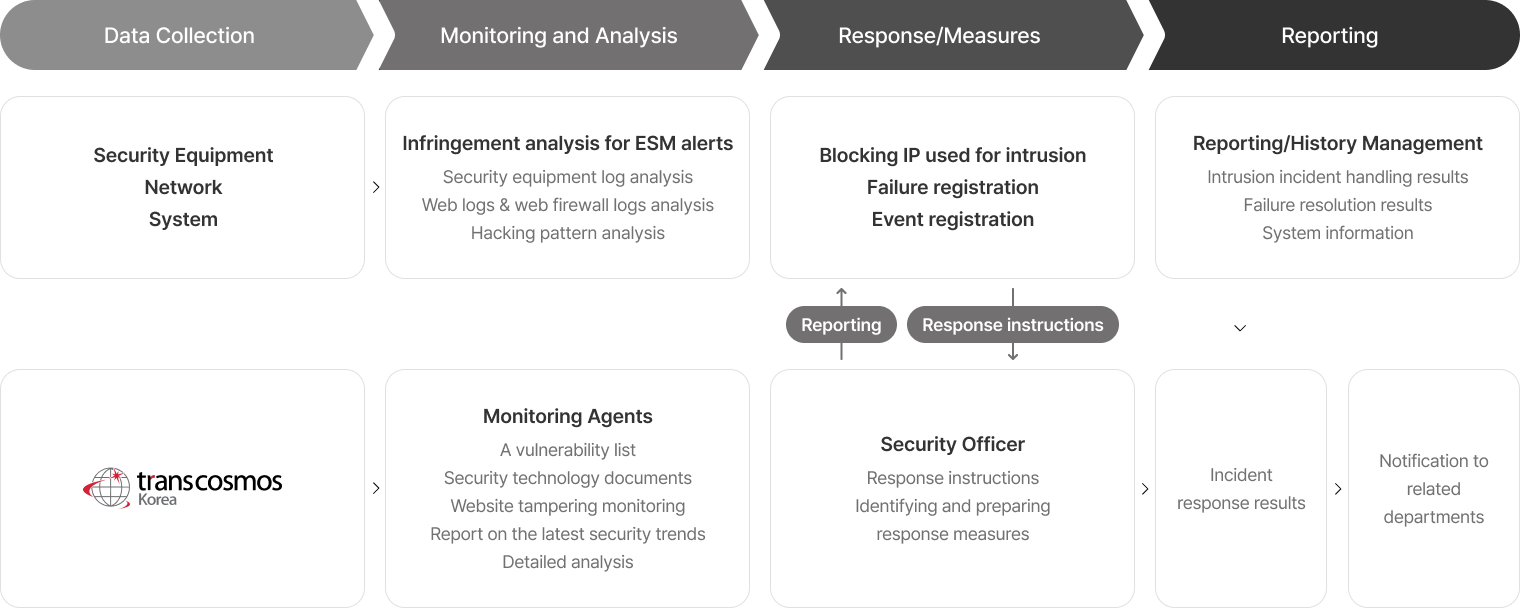 Data Collection
Monitoring and Analysis
Response/Measures
Reporting
Security Equipment
Network
System
Infringement analysis for ESM alerts
Security equipment log analysis
Web logs & web firewall logs analysis
Hacking pattern analysis
Blocking IP used for intrusion
Failure registration
Event registration
Reporting/History Management
Intrusion incident handling results
Failure resolution results
System information
Reporting
Response instructions
transcosmos
Korea
Monitoring Agents
A vulnerability list
Security technology documents
Website tampering monitoring
Report on the latest security trends
Detailed analysis
Security Officer
Response instructions
Identifying and preparing
response measures
Incident
response results
Notification to
related
departments